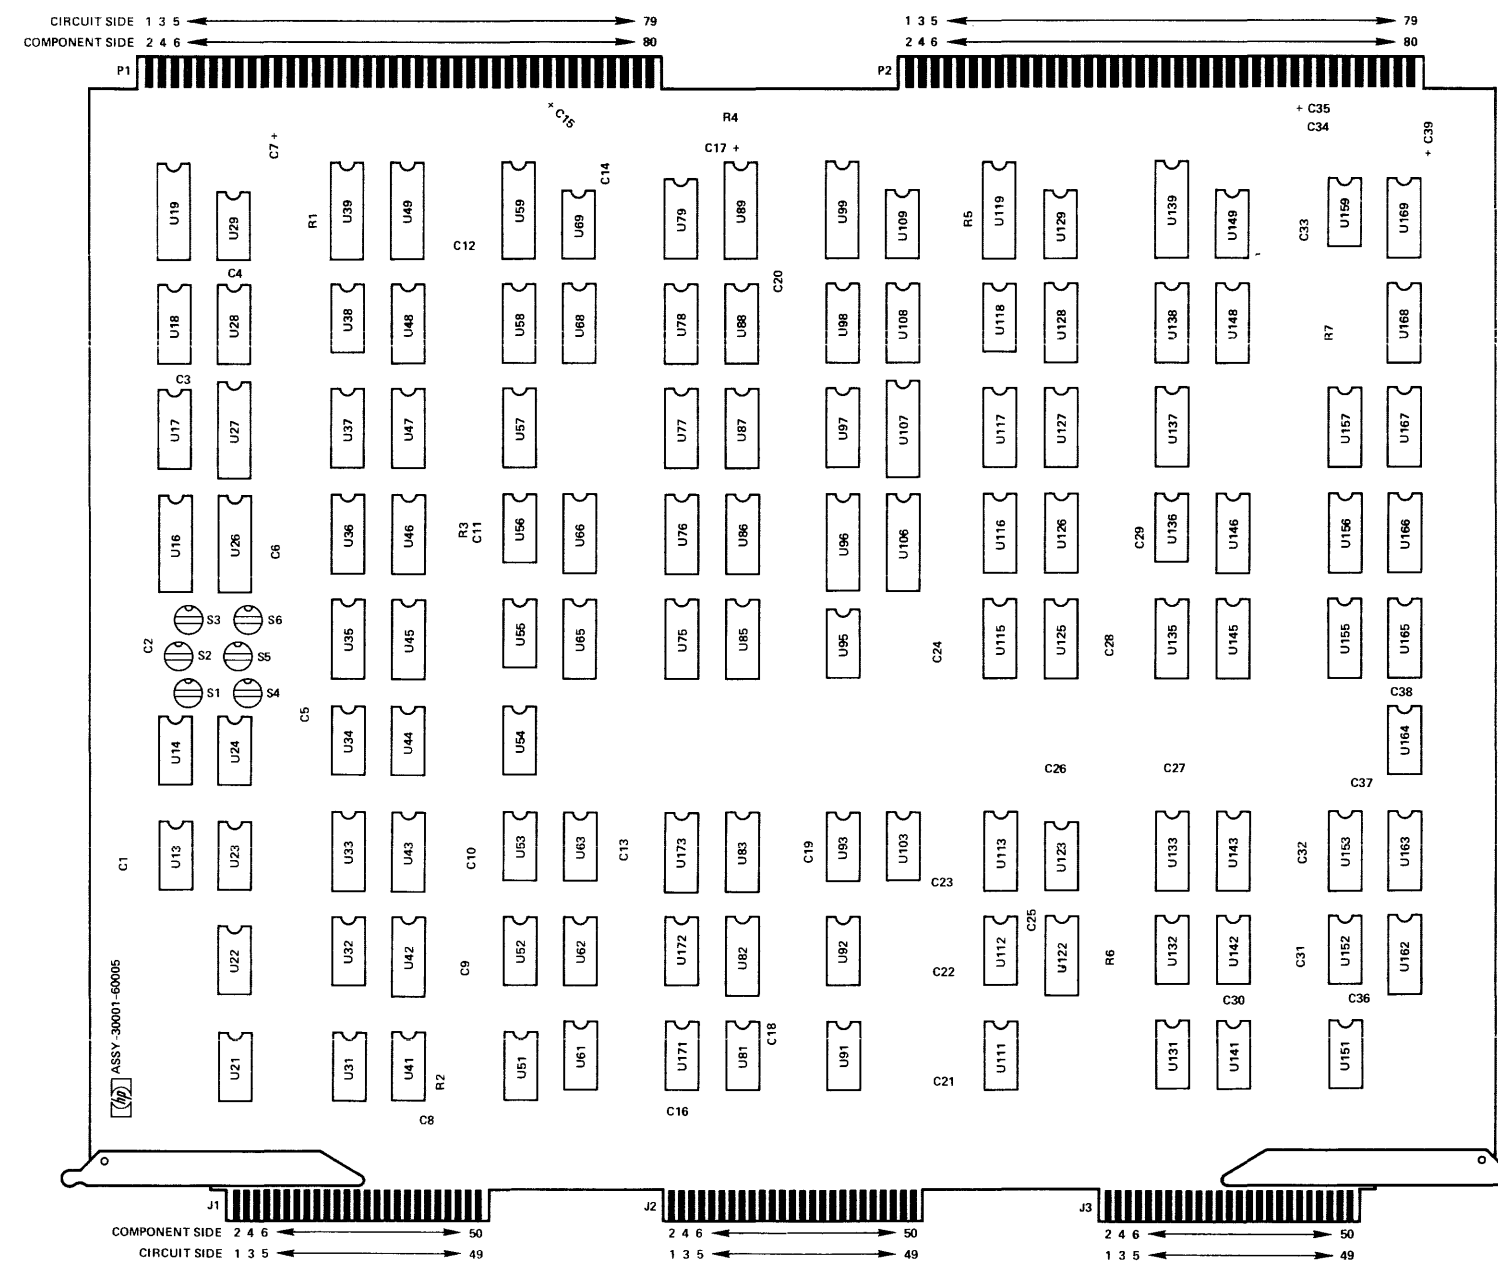 CIRCUIT SIDE 1 3 5 79 1 3 5 79
COMPONENT SIDE 2 4 6 80 2 4 6 80
P1 P2
+ C15 R4 + C35
C34
C7 + C17 + + C39
C14
U19 U29 R1 U39 U49 C12 U59 U69 U79 U89 U99 U109 R5 U119 U129 U139 U149 C33 U159 U169
C4 C20
U18 U28 U38 U48 U58 U68 U78 U88 U98 U108 U118 U128 U138 U148 R7 U168
C3
U17 U27 U37 U47 U57 U77 U87 U97 U107 U117 U127 U137 U157 U167
U16 U26 C6 U36 U46 R3 C11 U56 U66 U76 U86 U96 U106 U116 U126 C29 U136 U146 U156 U166
S3 S6
C2 S2 S5 U35 U45 U55 U65 U75 U85 U95 C24 U115 U125 C28 U135 U145 U155 U165
S1 S4 C38
C5
U14 U24 U34 U44 U54 U164
C26 C27 C37
C1 U13 U23 U33 U43 C10 U53 U63 C13 U173 U83 C19 U93 U103 U113 U123 U133 U143 C32 U153 U163
C23
C25
U22 U32 U42 C9 U52 U62 U172 U82 U92 C22 U112 U122 R6 U132 U142 C31 U152 U162
C30 C36
ASSY-30001-60005
C18
U21 U31 U41 R2 U51 U61 U171 U81 U91 C21 U111 U131 U141 U151
hp
C8 C16
J1 J2 J3
COMPONENT SIDE 2 4 6 50 2 4 6 50 2 4 6 50
CIRCUIT SIDE 1 3 5 49 1 3 5 49 1 3 5 49